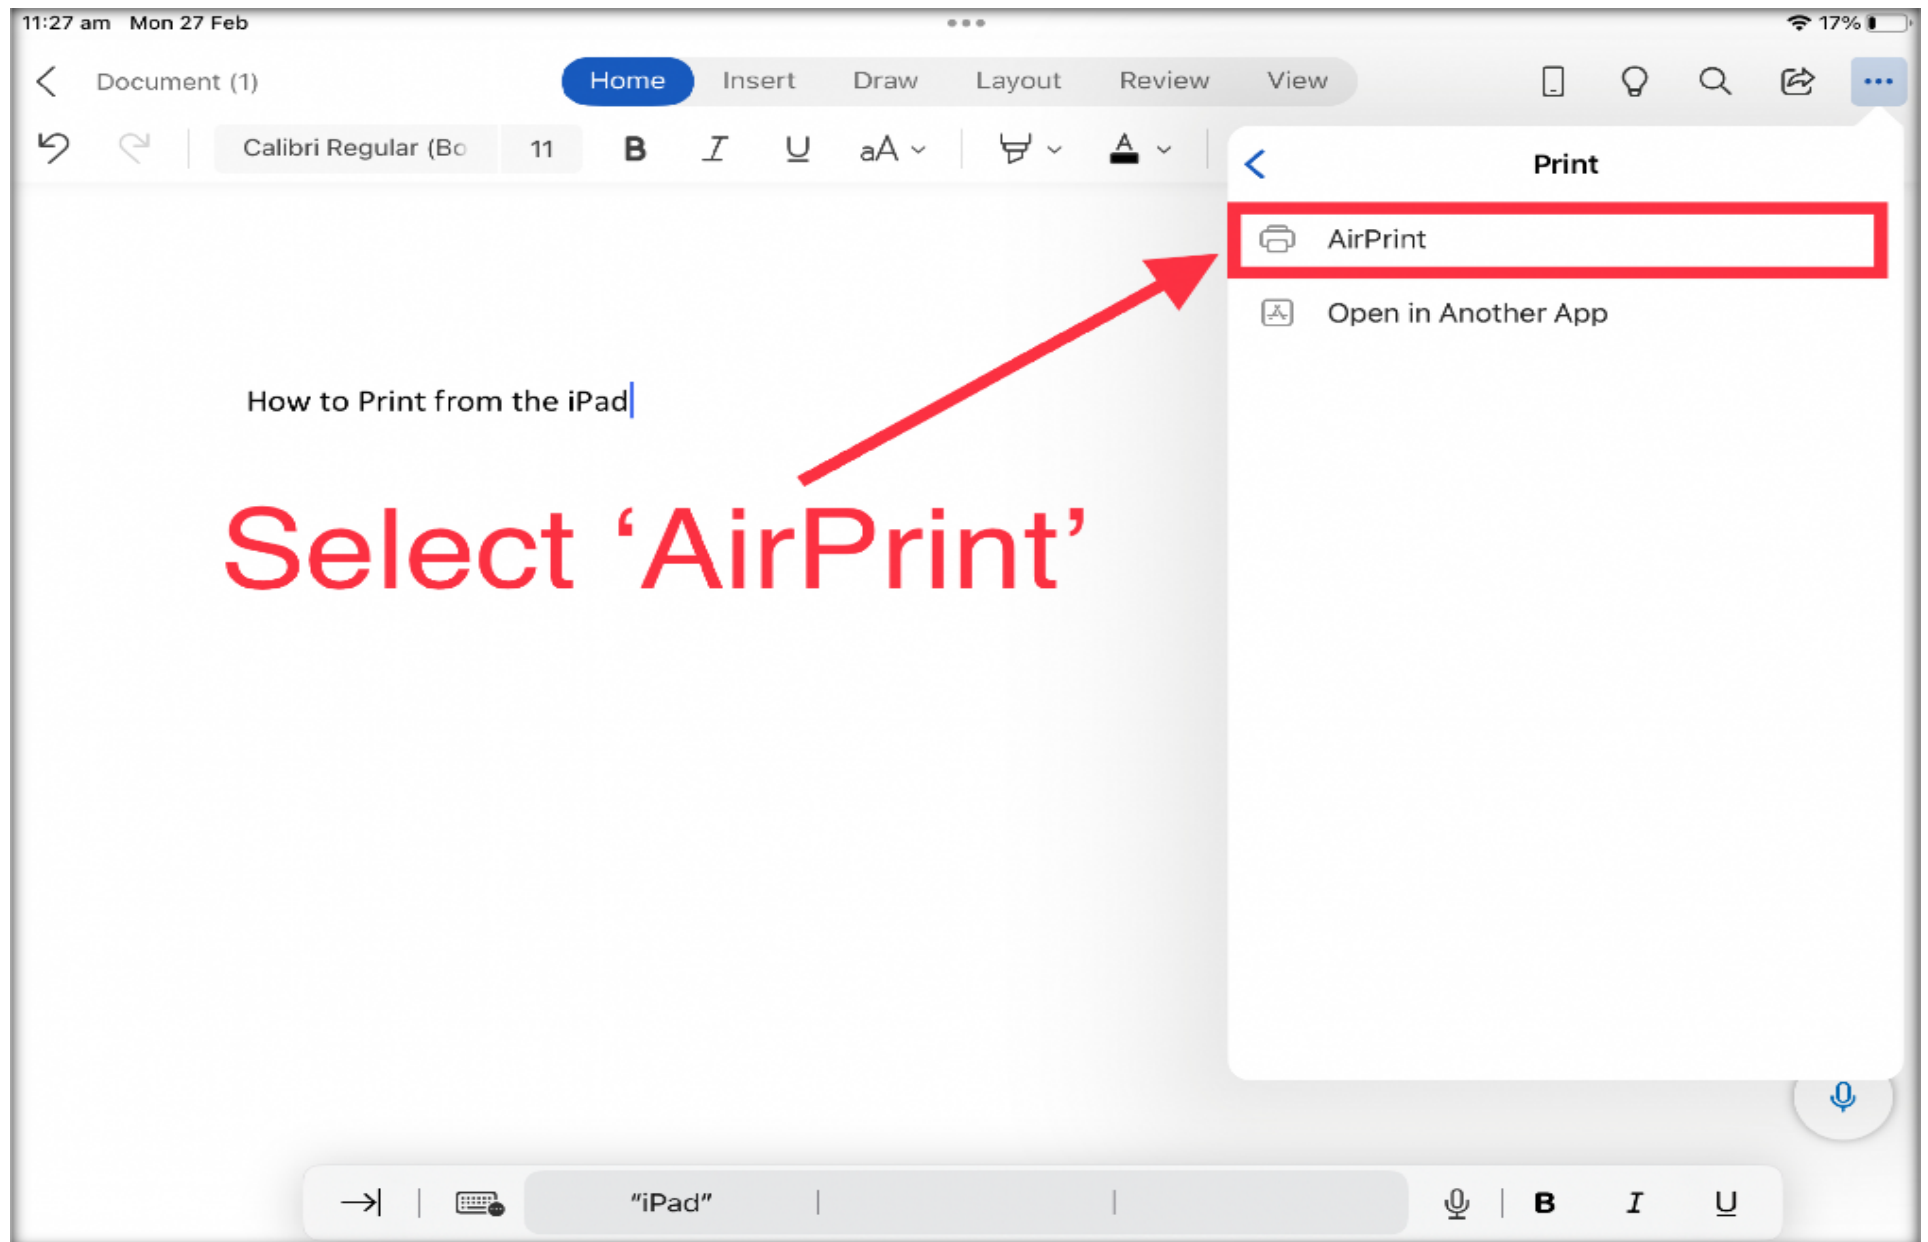 11:27 am Mon 27 Feb
17%
Document (1)
Home Insert Draw Layout Review View
Calibri Regular (Bo 11 B I U aA A
Print
AirPrint
Open in Another App
How to Print from the iPad
Select ‘AirPrint’
"iPad" B I U